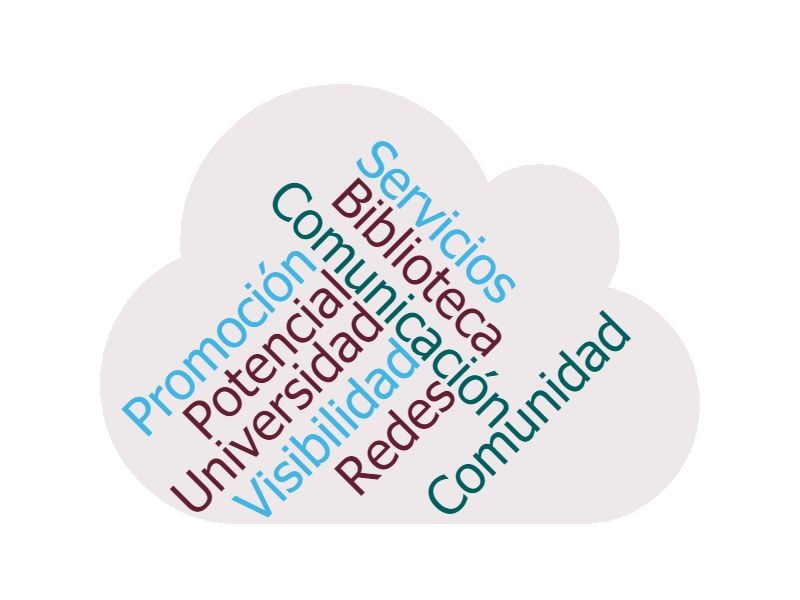 Servicios
Biblioteca
Comunicación
Promoción
Potencial
Universidad
Visibilidad
Redes
Comunidad